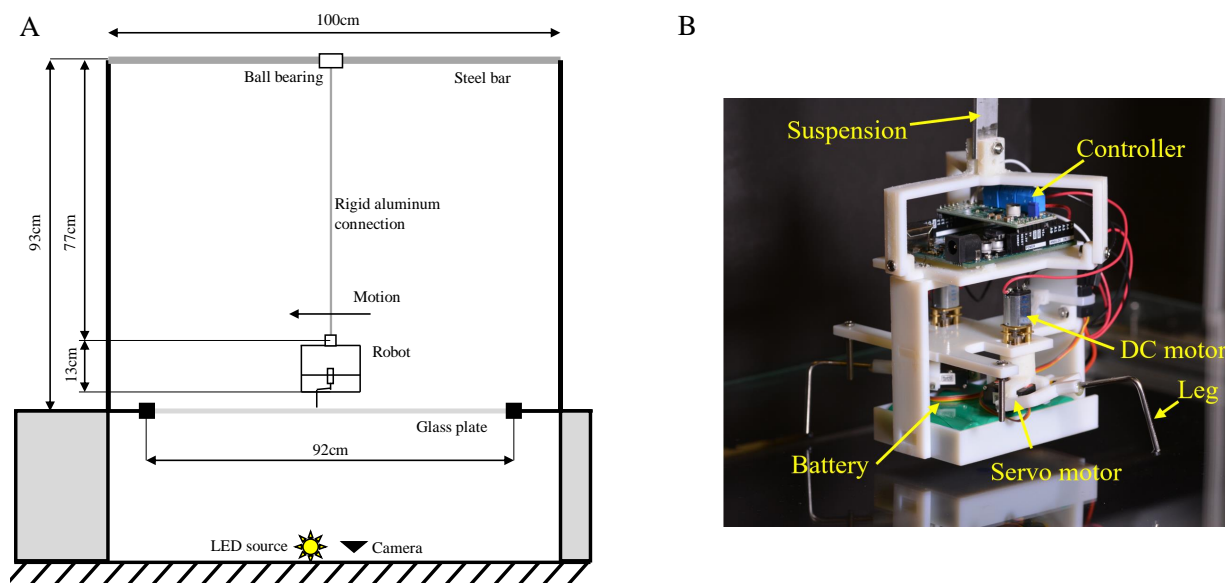 A
100cm
Ball bearing
Steel bar
93cm
77cm
Rigid aluminum
connection
Motion
Robot
13cm
Glass plate
92cm
LED source
Camera
B
Suspension
Controller
DC motor
Leg
Battery
Servo motor